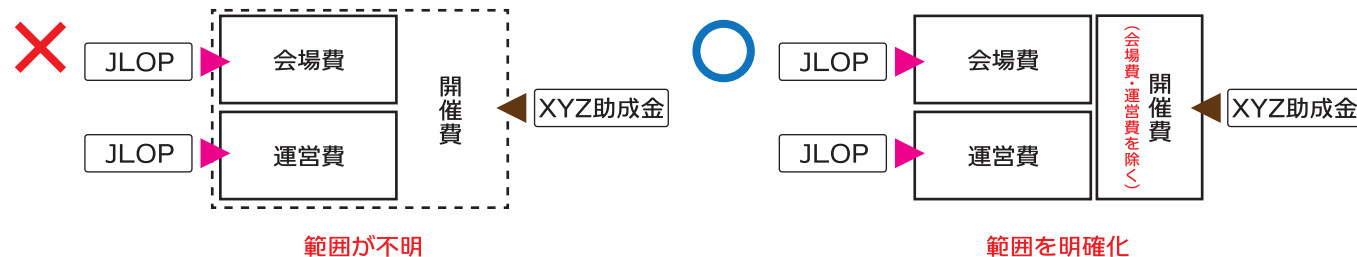 JLOP
会場費
JLOP
運営費
開催費
XYZ助成金
範囲が不明
JLOP
会場費
JLOP
運営費
(会場費・運営費を除く)
開催費
XYZ助成金
範囲を明確化